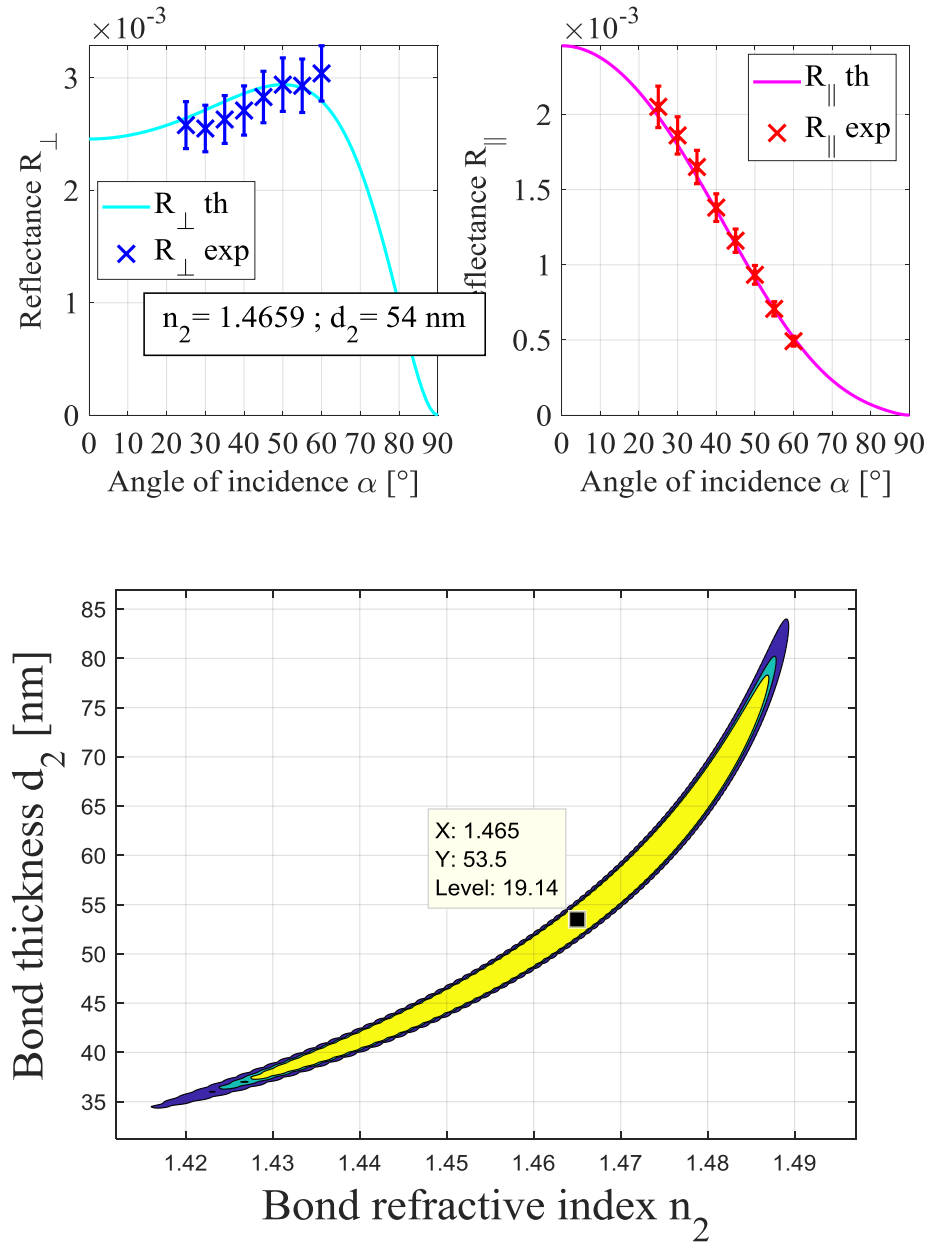 ×10⁻³
3
2
1
0
Reflectance R⊥
R⊥ th
R⊥ exp
n₂= 1.4659 ; d₂= 54 nm
0 10 20 30 40 50 60 70 80 90
Angle of incidence α [°]
×10⁻³
2
1.5
1
0.5
0
eflectance R∥
R∥ th
R∥ exp
0 10 20 30 40 50 60 70 80 90
Angle of incidence α [°]
85
80
75
70
65
60
55
50
45
40
35
Bond thickness d₂ [nm]
X: 1.465
Y: 53.5
Level: 19.14
1.42 1.43 1.44 1.45 1.46 1.47 1.48 1.49
Bond refractive index n₂